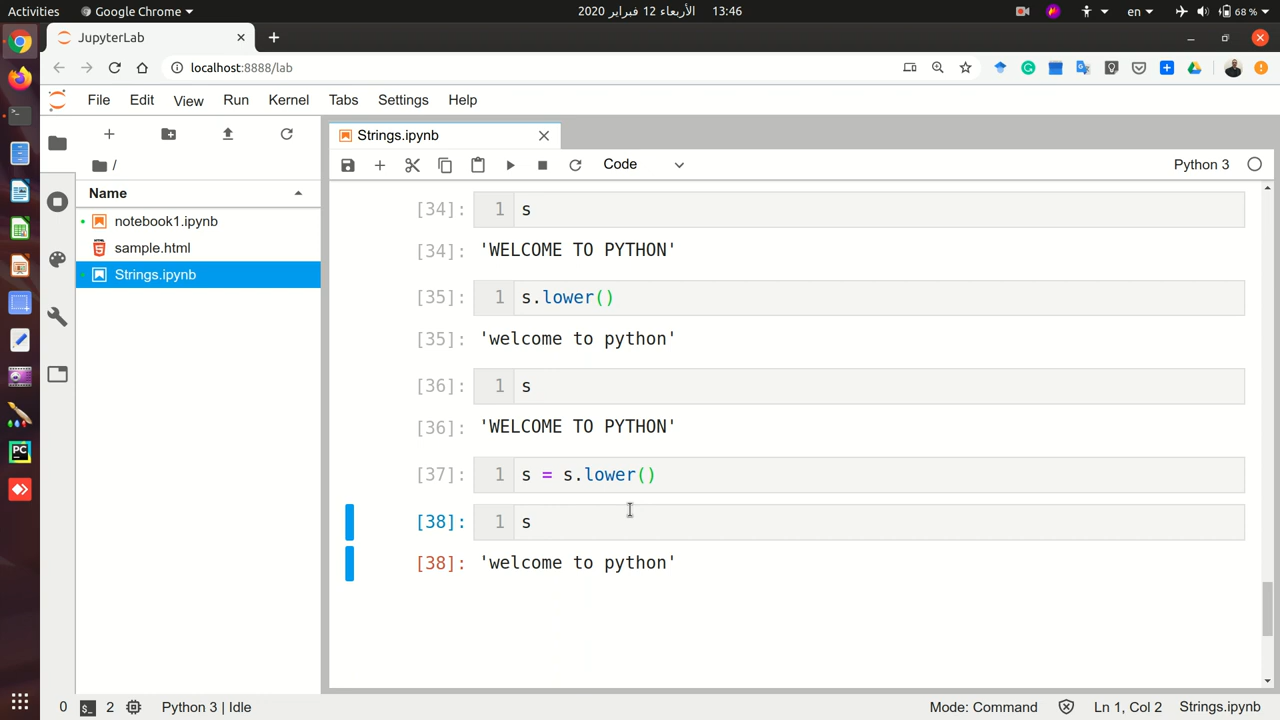 Activities Google Chrome الأربعاء 12 فبراير 2020 13:46 en 68 %
JupyterLab
localhost:8888/lab
File Edit View Run Kernel Tabs Settings Help
Strings.ipynb
/
Code Python 3
Name
notebook1.ipynb
sample.html
Strings.ipynb
[34]: 1 s
[34]: 'WELCOME TO PYTHON'
[35]: 1 s.lower()
[35]: 'welcome to python'
[36]: 1 s
[36]: 'WELCOME TO PYTHON'
[37]: 1 s = s.lower()
[38]: 1 s
[38]: 'welcome to python'
PC
0 $_ 2 Python 3 | Idle Mode: Command Ln 1, Col 2 Strings.ipynb